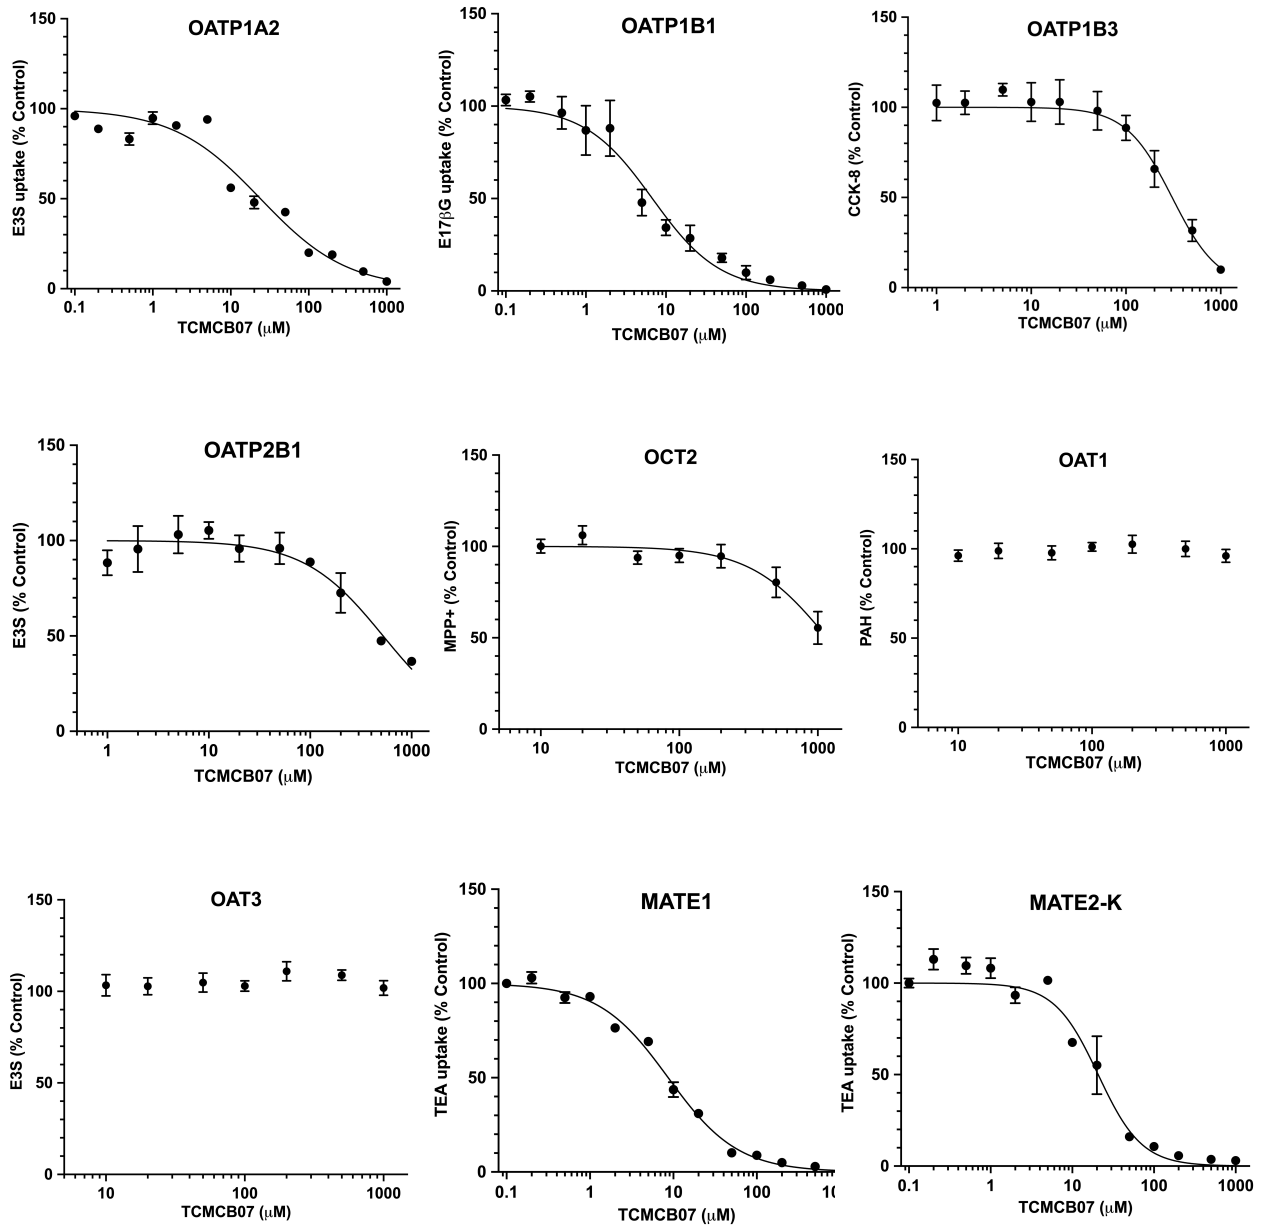 OATP1A2
E3S uptake (% Control)
150
100
50
0
0.1 1 10 100 1000
TCMCB07 (μM)
OATP1B1
E17βG uptake (% Control)
150
100
50
0
0.1 1 10 100 1000
TCMCB07 (μM)
OATP1B3
CCK-8 (% Control)
150
100
50
0
1 10 100 1000
TCMCB07 (μM)
OATP2B1
E3S (% Control)
150
100
50
0
1 10 100 1000
TCMCB07 (μM)
OCT2
MPP+ (% Control)
150
100
50
0
10 100 1000
TCMCB07 (μM)
OAT1
PAH (% Control)
150
100
50
0
10 100 1000
TCMCB07 (μM)
OAT3
E3S (% Control)
150
100
50
0
10 100 1000
TCMCB07 (μM)
MATE1
TEA uptake (% Control)
150
100
50
0
0.1 1 10 100
TCMCB07 (μM)
MATE2-K
TEA uptake (% Control)
150
100
50
0
0.1 1 10 100 1000
TCMCB07 (μM)